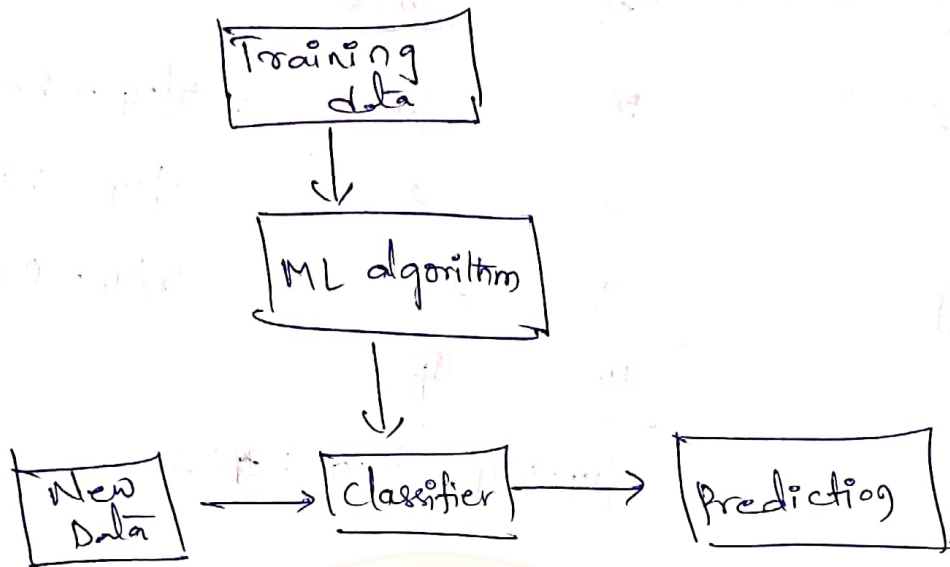 Training
data
ML algorithm
New
Data
Classifier
Prediction